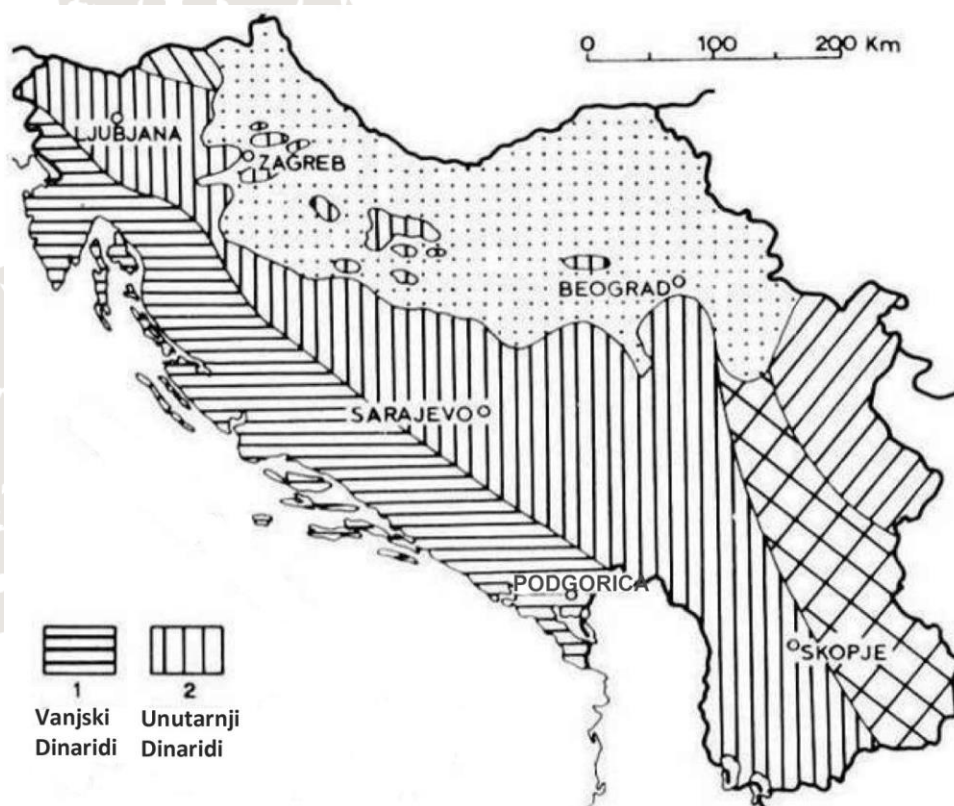 0 100 200 Km
LJUBJANA
ZAGREB
BEOGRAD
SARAJEVO
PODGORICA
SKOPJE
1 2
Vanjski Unutarnji
Dinaridi Dinaridi